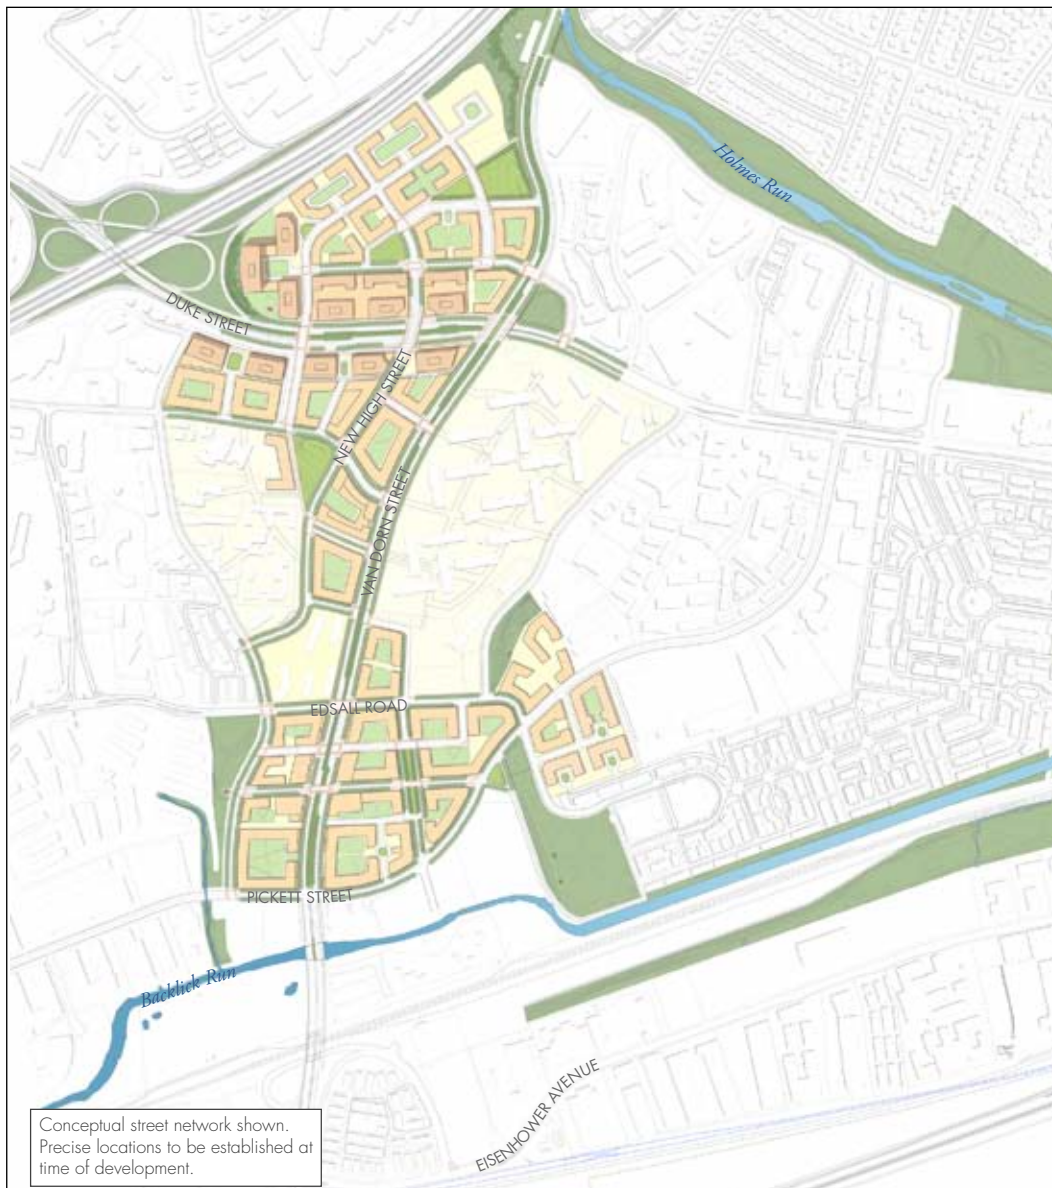 Holmes Run
DUKE STREET
NEW HIGH STREET
VAN DORN STREET
EDSALL ROAD
PICKETT STREET
Backlick Run
EISENHOWER AVENUE
Conceptual street network shown.
Precise locations to be established at
time of development.